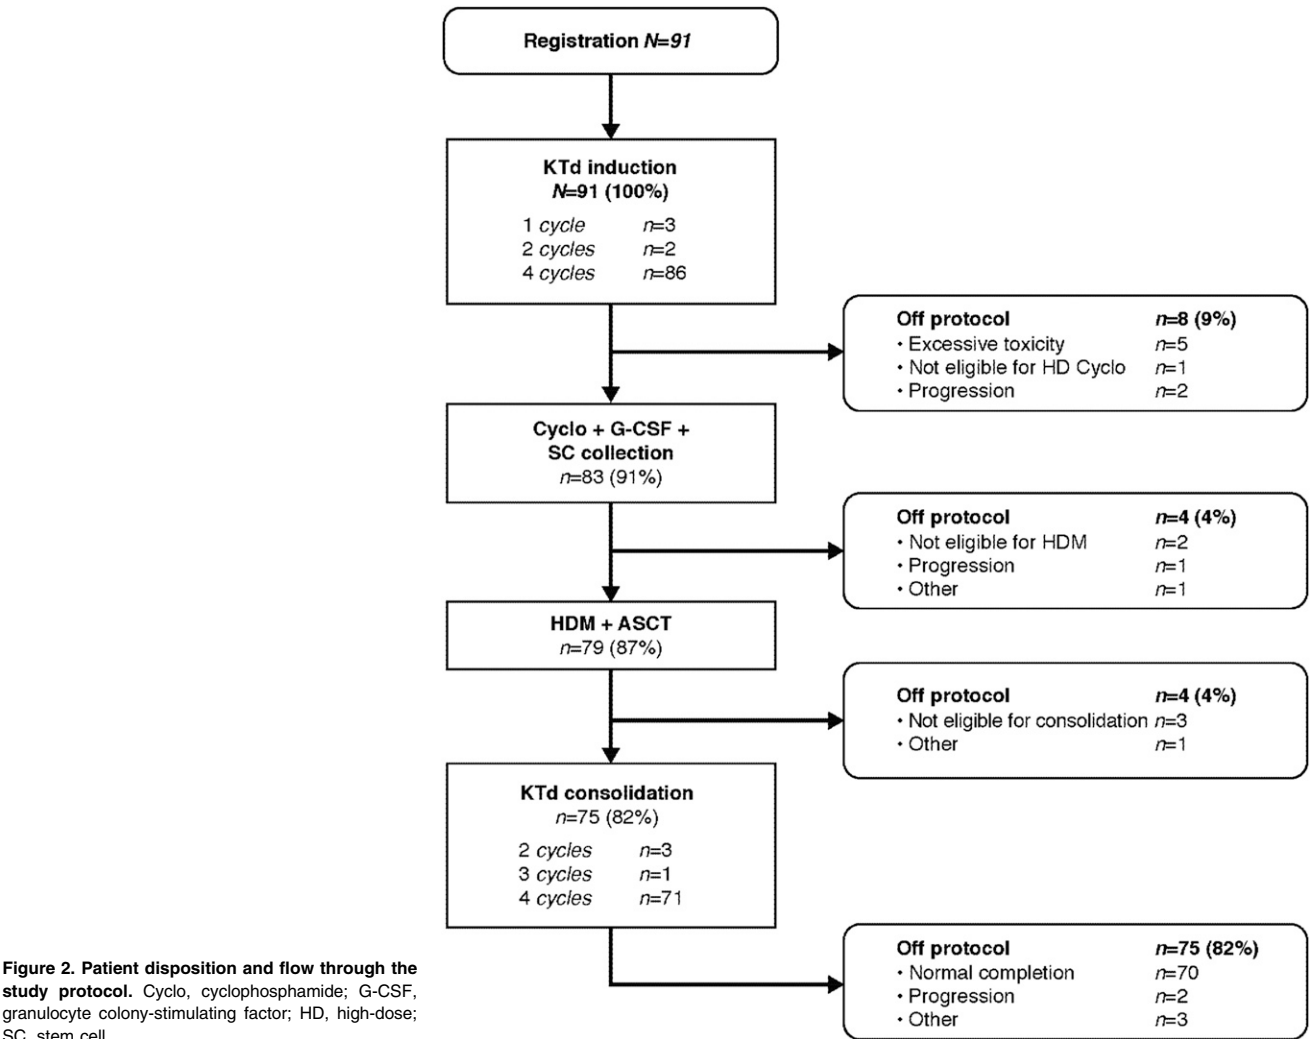 Registration N=91
KTd induction
N=91 (100%)
1 cycle n=3
2 cycles n=2
4 cycles n=86
Off protocol n=8 (9%)
• Excessive toxicity n=5
• Not eligible for HD Cyclo n=1
• Progression n=2
Cyclo + G-CSF +
SC collection
n=83 (91%)
Off protocol n=4 (4%)
• Not eligible for HDM n=2
• Progression n=1
• Other n=1
HDM + ASCT
n=79 (87%)
Off protocol n=4 (4%)
• Not eligible for consolidation n=3
• Other n=1
KTd consolidation
n=75 (82%)
2 cycles n=3
3 cycles n=1
4 cycles n=71
Off protocol n=75 (82%)
• Normal completion n=70
• Progression n=2
• Other n=3
Figure 2. Patient disposition and flow through the
study protocol. Cyclo, cyclophosphamide; G-CSF,
granulocyte colony-stimulating factor; HD, high-dose;
SC, stem cell